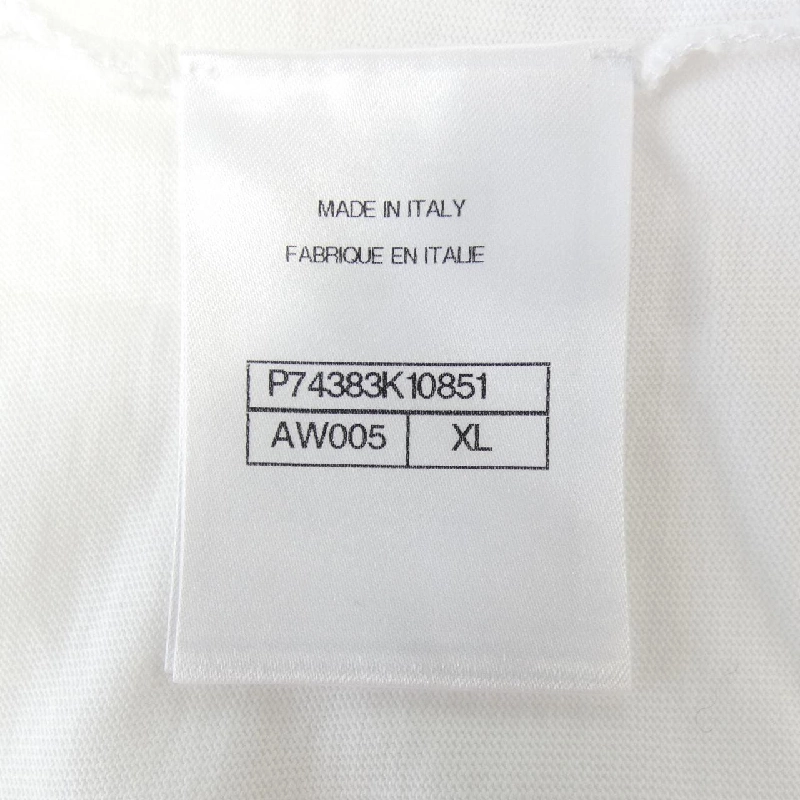 MADE IN ITALY
FABRIQUE EN ITALIE
P74383K10851
AW005 XL